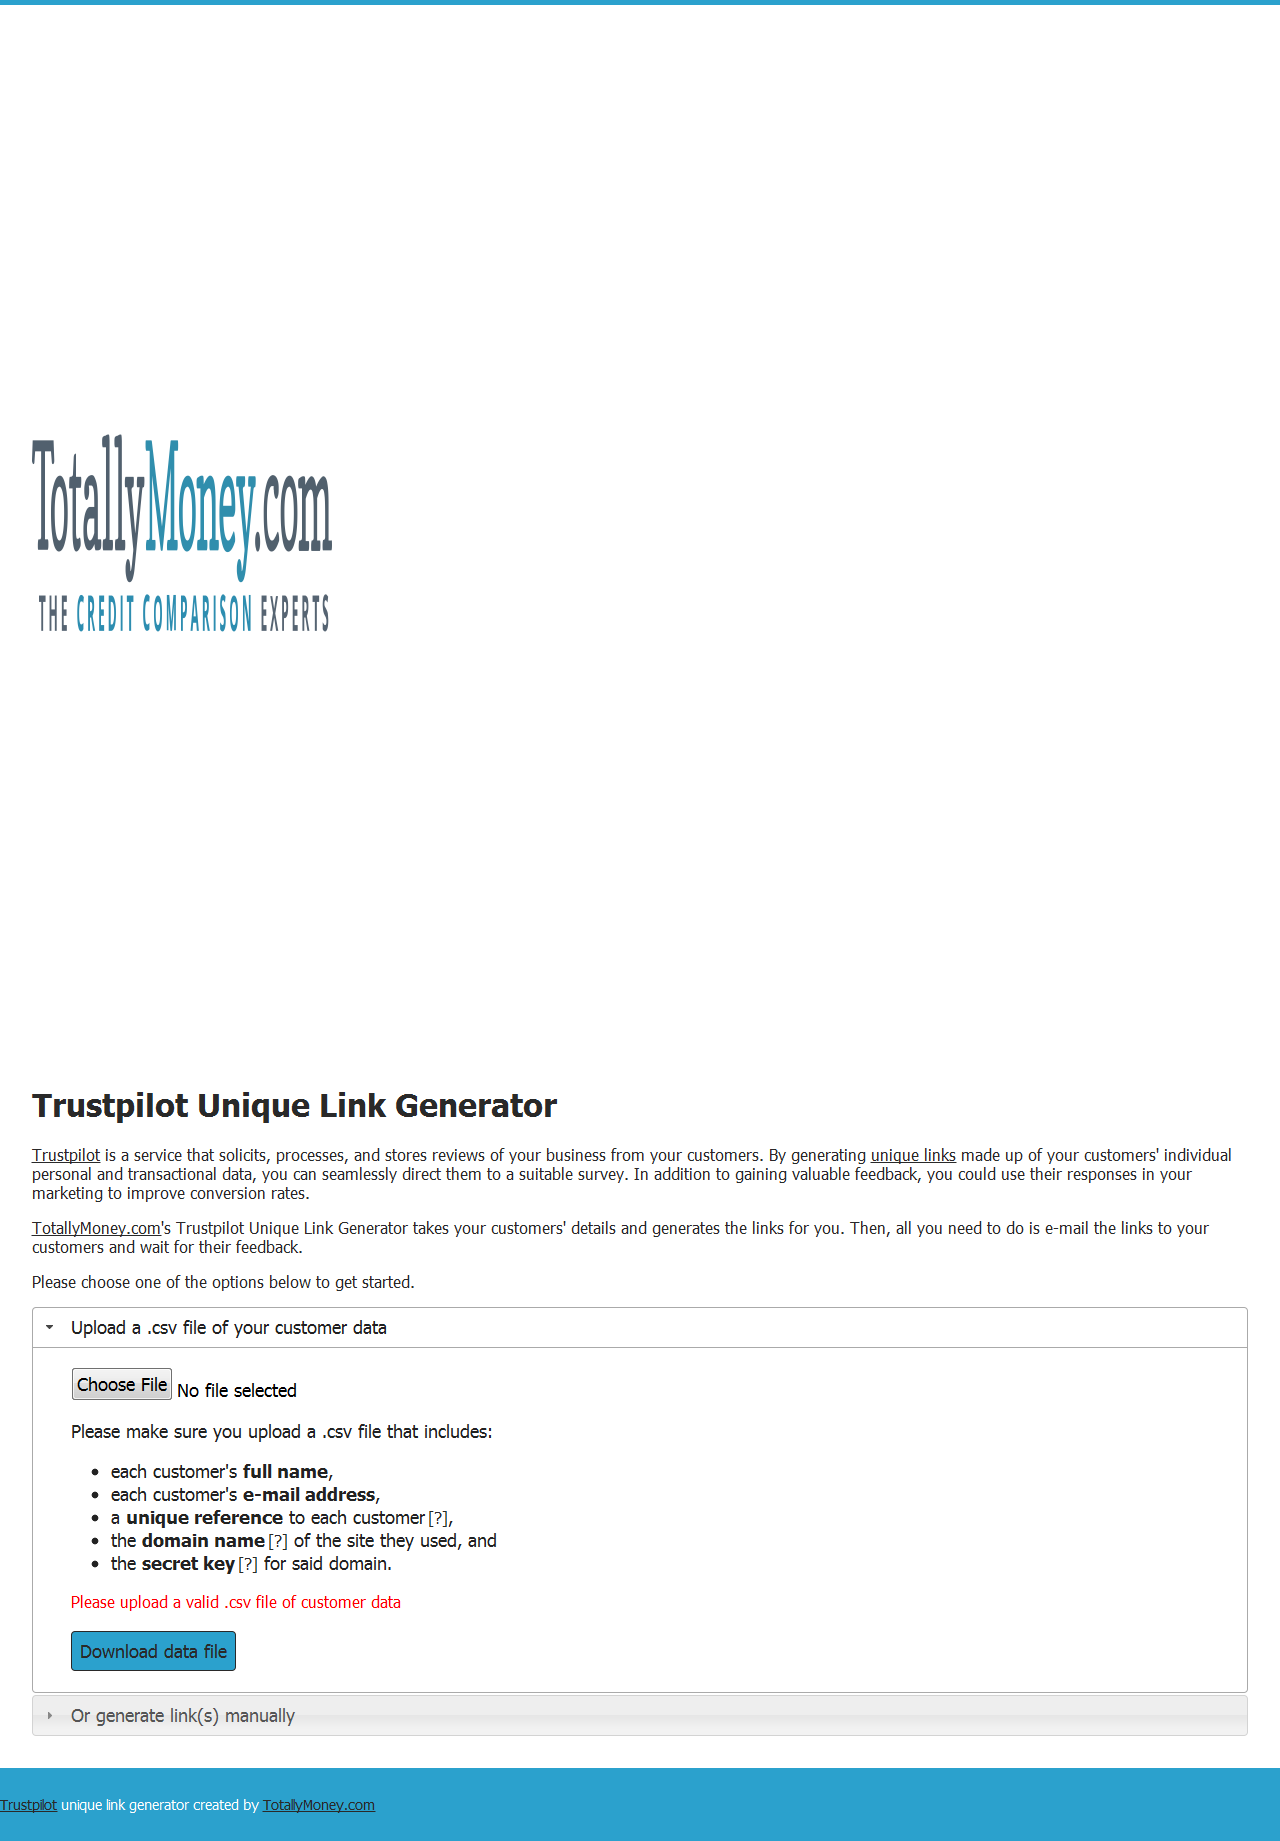 TotallyMoney.com
THE CREDIT COMPARISON EXPERTS
Trustpilot Unique Link Generator
Trustpilot is a service that solicits, processes, and stores reviews of your business from your customers. By generating unique links made up of your customers' individual
personal and transactional data, you can seamlessly direct them to a suitable survey. In addition to gaining valuable feedback, you could use their responses in your
marketing to improve conversion rates.
TotallyMoney.com's Trustpilot Unique Link Generator takes your customers' details and generates the links for you. Then, all you need to do is e-mail the links to your
customers and wait for their feedback.
Please choose one of the options below to get started.
Upload a .csv file of your customer data
Choose File No file selected
Please make sure you upload a .csv file that includes:
• each customer's full name,
• each customer's e-mail address,
• a unique reference to each customer [?],
• the domain name [?] of the site they used, and
• the secret key [?] for said domain.
Please upload a valid .csv file of customer data
Download data file
Or generate link(s) manually
Trustpilot unique link generator created by TotallyMoney.com